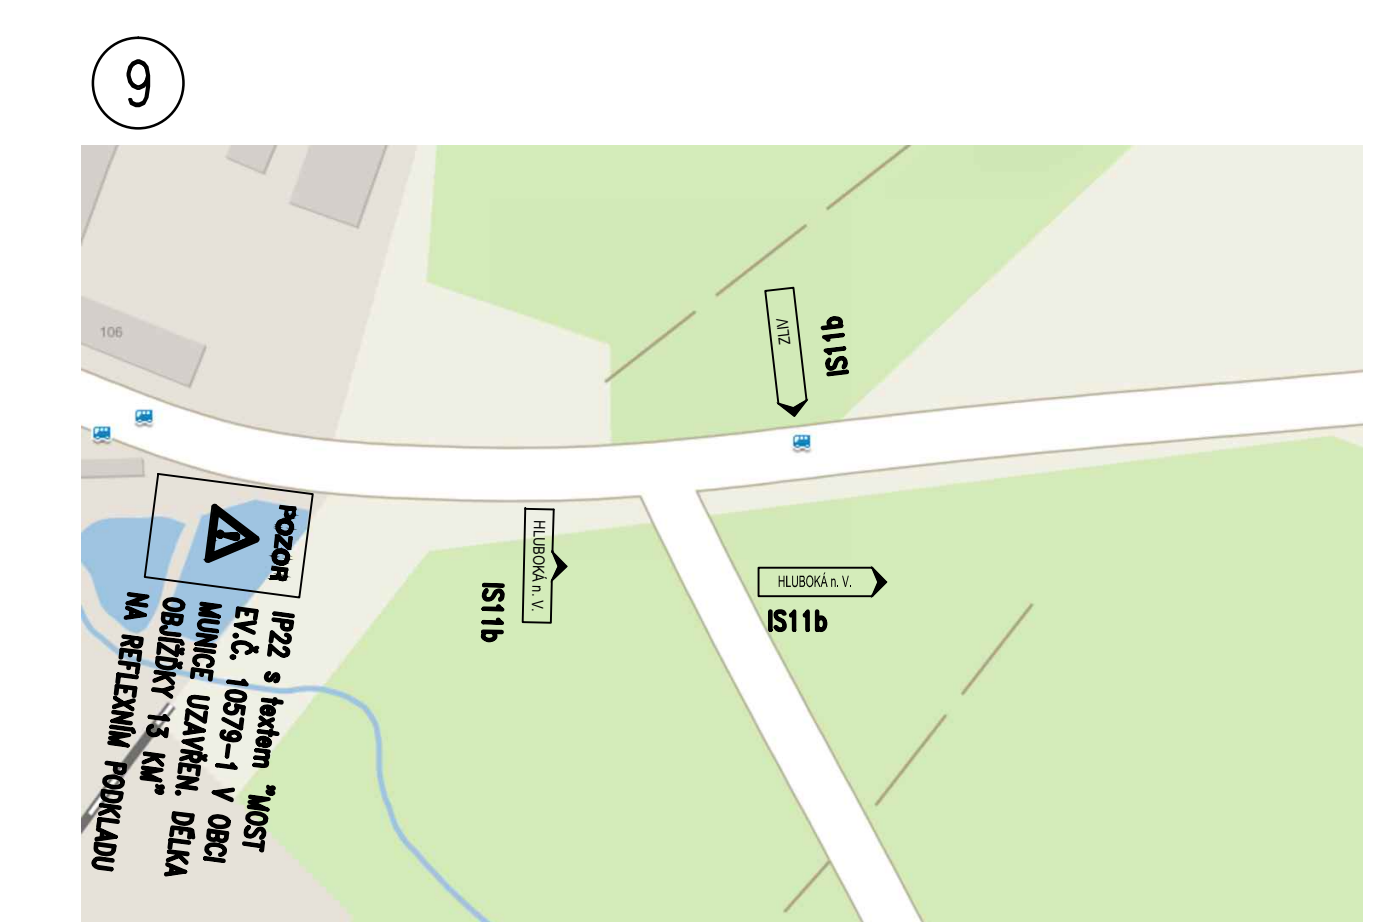 9
106
ZLIV
IS11b
HLUBOKÁ n. V.
IS11b
HLUBOKÁ n. V.
IS11b
POZOR
IP22 s textem "MOST
EV.Č. 10579-1 V OBCI
MUNICE UZAVŘEN. DÉLKA
OBJÍŽĎKY 13 KM"
NA REFLEXNÍM PODKLADU